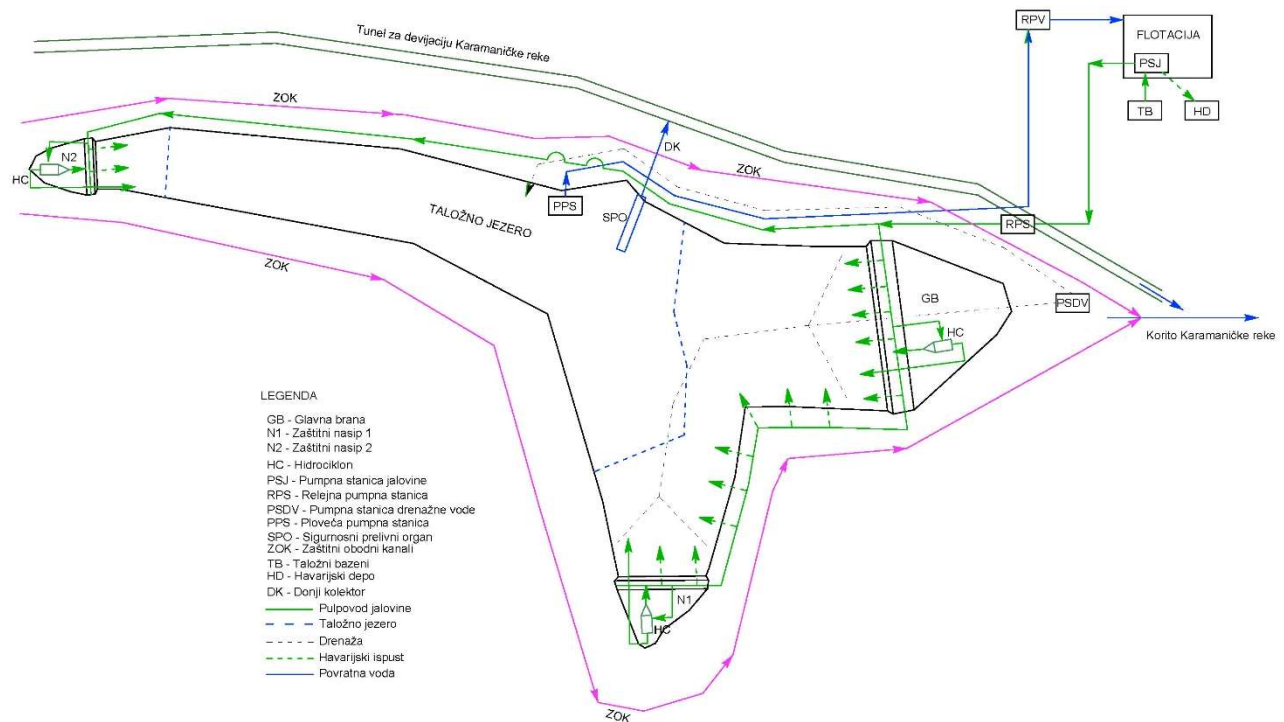 Tunel za devijaciju Karamaničke reke
RPV
FLOTACIJA
PSJ
TB
HD
ZOK
N2
HC
DK
ZOK
TALOŽNO JEZERO
PPS
SPO
RPS
ZOK
GB
PSDV
HC
Korito Karamaničke reke
LEGENDA
GB - Glavna brana
N1 - Zaštitni nasip 1
N2 - Zaštitni nasip 2
HC - Hidrociklon
PSJ - Pumpna stanica jalovine
RPS - Relejna pumpna stanica
PSDV - Pumpna stanica drenažne vode
PPS - Ploveča pumpna stanica
SPO - Sigurnosni prelivni organ
ZOK - Zaštitni obodni kanali
TB - Taložni bazeni
HD - Havarijski depo
DK - Donji kolektor
Pulpovod jalovine
Taložno jezero
Drenaža
Havarijski ispust
Povratna voda
N1
HC
ZOK